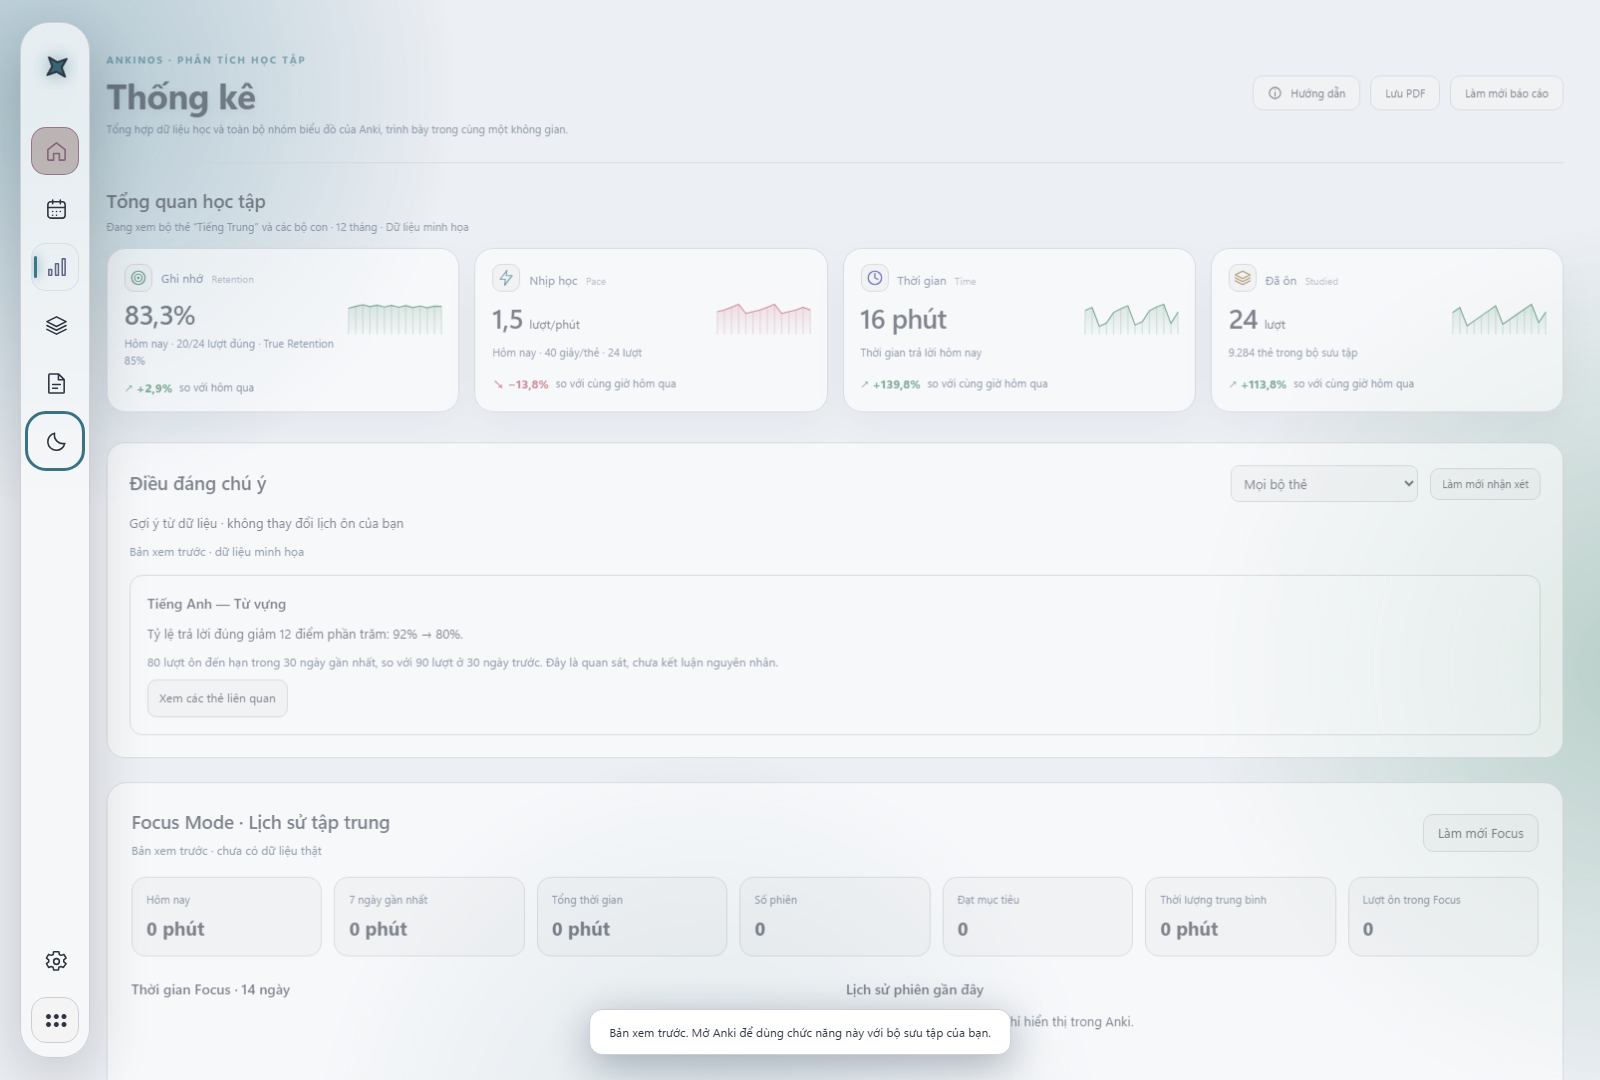 ANKINOS · PHÂN TÍCH HỌC TẬP
Thống kê
Tổng hợp dữ liệu học và toàn bộ nhóm biểu đồ của Anki, trình bày trong cùng một không gian.
Hướng dẫn
Lưu PDF
Làm mới báo cáo
Tổng quan học tập
Đang xem bộ thẻ "Tiếng Trung" và các bộ con · 12 tháng · Dữ liệu minh họa
Ghi nhớ Retention
83,3%
Hôm nay · 20/24 lượt đúng · True Retention
85%
↗ +2,9% so với hôm qua
Nhịp học Pace
1,5 lượt/phút
Hôm nay · 40 giây/thẻ · 24 lượt
↘ −13,8% so với cùng giờ hôm qua
Thời gian Time
16 phút
Thời gian trả lời hôm nay
↗ +139,8% so với cùng giờ hôm qua
Đã ôn Studied
24 lượt
9.284 thẻ trong bộ sưu tập
↗ +113,8% so với cùng giờ hôm qua
Điều đáng chú ý
Mọi bộ thẻ
Làm mới nhận xét
Gợi ý từ dữ liệu · không thay đổi lịch ôn của bạn
Bản xem trước · dữ liệu minh họa
Tiếng Anh — Từ vựng
Tỷ lệ trả lời đúng giảm 12 điểm phần trăm: 92% → 80%.
80 lượt ôn đến hạn trong 30 ngày gần nhất, so với 90 lượt ở 30 ngày trước. Đây là quan sát, chưa kết luận nguyên nhân.
Xem các thẻ liên quan
Focus Mode · Lịch sử tập trung
Làm mới Focus
Bản xem trước · chưa có dữ liệu thật
Hôm nay
0 phút
7 ngày gần nhất
0 phút
Tổng thời gian
0 phút
Số phiên
0
Đạt mục tiêu
0
Thời lượng trung bình
0 phút
Lượt ôn trong Focus
0
Thời gian Focus · 14 ngày
Lịch sử phiên gần đây
hỉ hiển thị trong Anki.
Bản xem trước. Mở Anki để dùng chức năng này với bộ sưu tập của bạn.